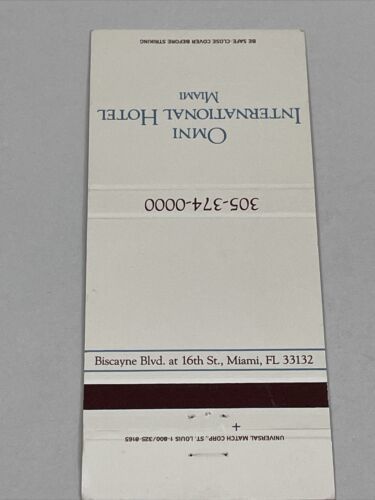 BE SAFE. CLOSE COVER BEFORE STRIKING
OMNI
INTERNATIONAL HOTEL
MIAMI
305-374-0000
Biscayne Blvd. at 16th St., Miami, FL 33132
UNIVERSAL MATCH CORP., ST. LOUIS 1-800/325-8165